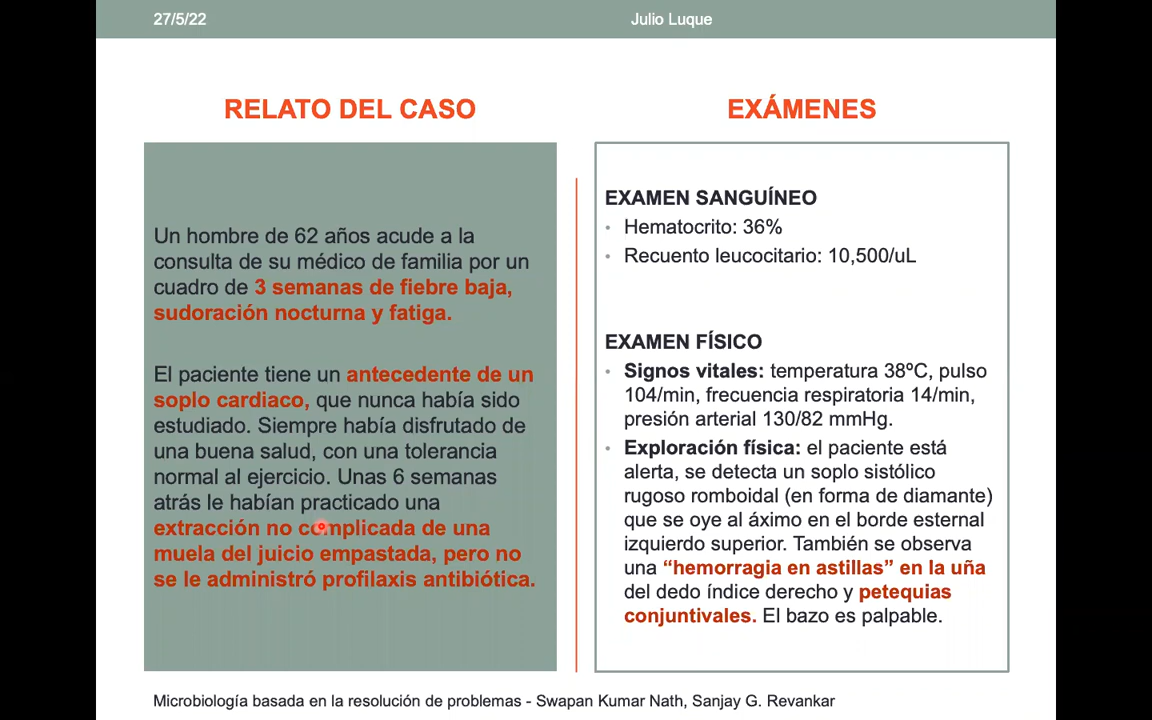 27/5/22
Julio Luque
RELATO DEL CASO
Un hombre de 62 años acude a la
consulta de su médico de familia por un
cuadro de 3 semanas de fiebre baja,
sudoración nocturna y fatiga.
El paciente tiene un antecedente de un
soplo cardiaco, que nunca había sido
estudiado. Siempre había disfrutado de
una buena salud, con una tolerancia
normal al ejercicio. Unas 6 semanas
atrás le habían practicado una
extracción no complicada de una
muela del juicio empastada, pero no
se le administró profilaxis antibiótica.
EXÁMENES
EXAMEN SANGUÍNEO
• Hematocrito: 36%
• Recuento leucocitario: 10,500/uL
EXAMEN FÍSICO
• Signos vitales: temperatura 38ºC, pulso
104/min, frecuencia respiratoria 14/min,
presión arterial 130/82 mmHg.
• Exploración física: el paciente está
alerta, se detecta un soplo sistólico
rugoso romboidal (en forma de diamante)
que se oye al áximo en el borde esternal
izquierdo superior. También se observa
una “hemorragia en astillas” en la uña
del dedo índice derecho y petequias
conjuntivales. El bazo es palpable.
Microbiología basada en la resolución de problemas - Swapan Kumar Nath, Sanjay G. Revankar